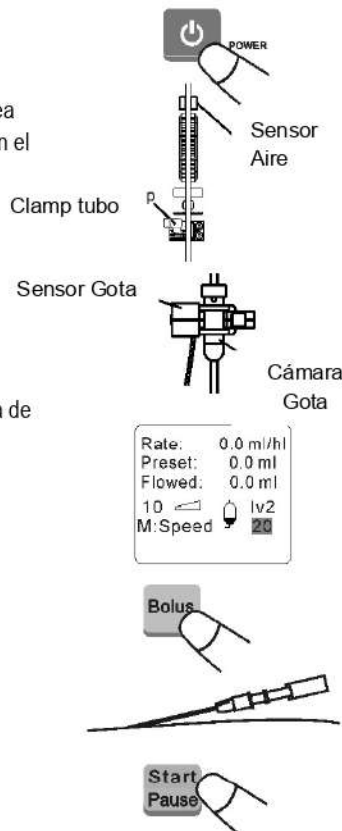 POWER
ea
Sensor
n el
Aire
Clamp tubo
p
Sensor Gota
Cámara
Gota
a de
Rate: 0.0 ml/hl
Preset: 0.0 ml
Flowed: 0.0 ml
10 lv2
M:Speed 20
Bolus
Start
Pause